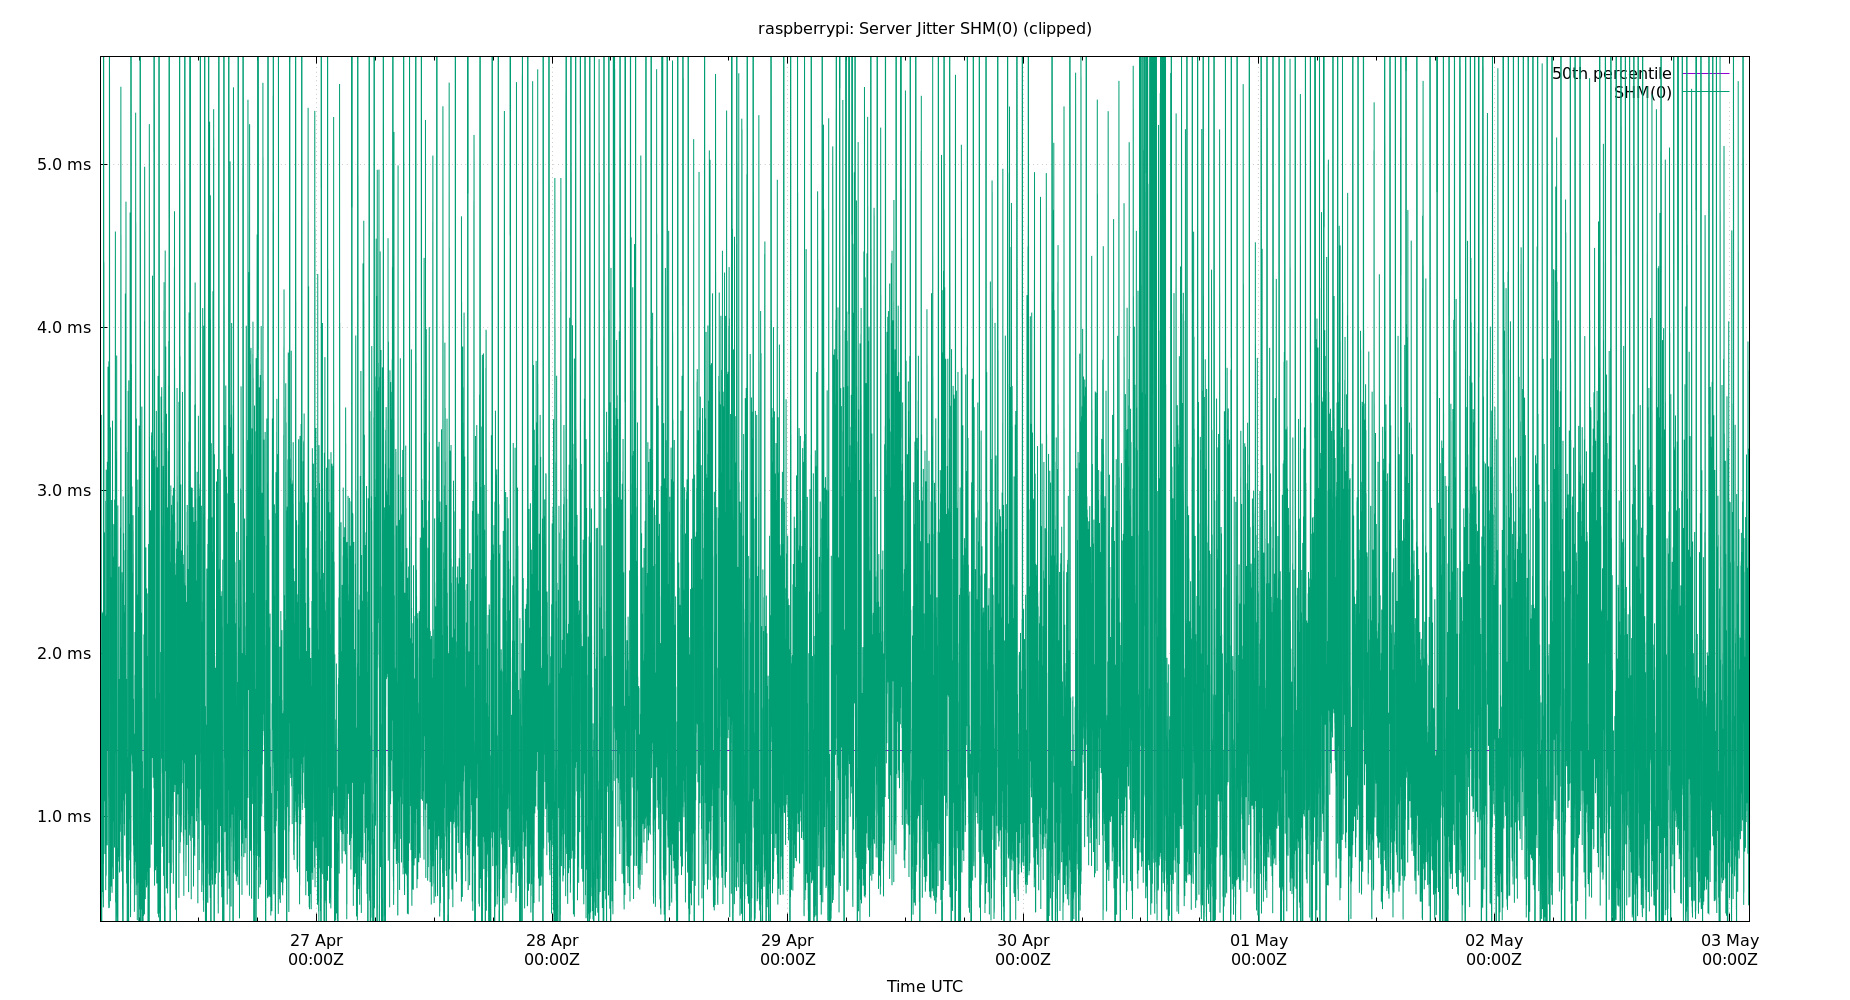 raspberrypi: Server Jitter SHM(0) (clipped)
50th percentile
SHM(0)
5.0 ms
4.0 ms
3.0 ms
2.0 ms
1.0 ms
27 Apr 28 Apr 29 Apr 30 Apr 01 May 02 May 03 May
00:00Z 00:00Z 00:00Z 00:00Z 00:00Z 00:00Z 00:00Z
Time UTC